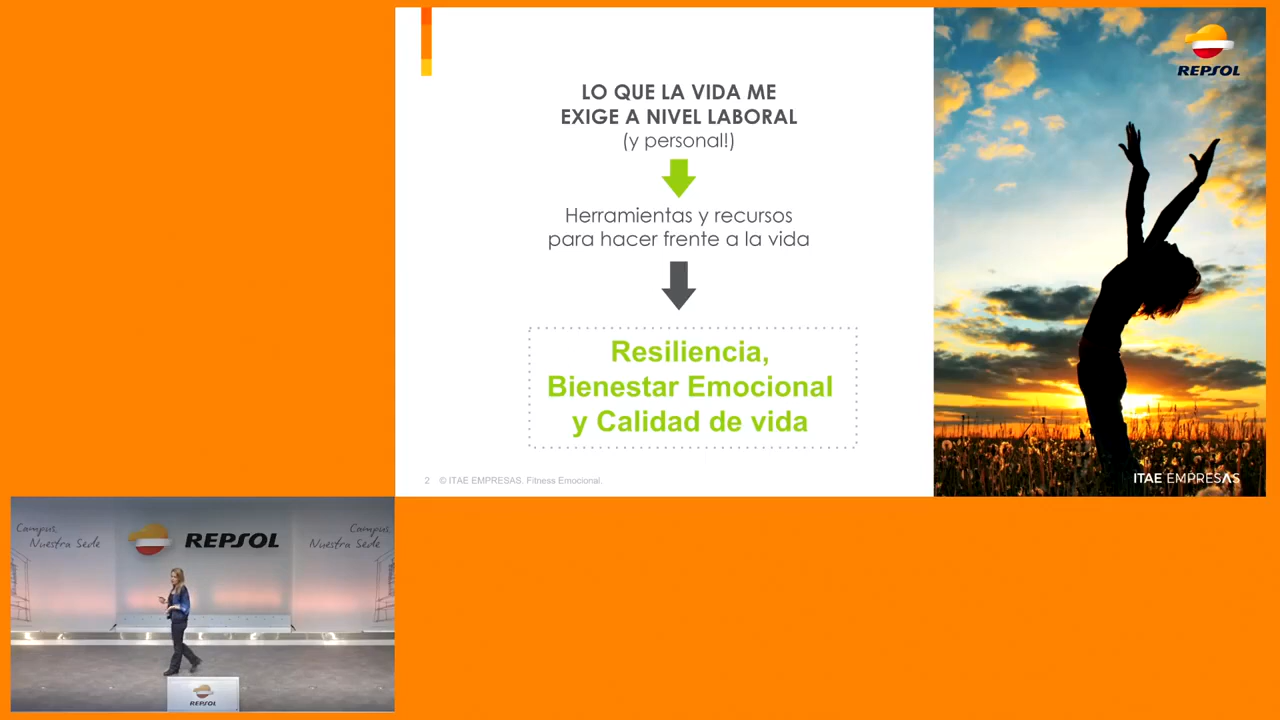 LO QUE LA VIDA ME
EXIGE A NIVEL LABORAL
(y personal!)
Herramientas y recursos
para hacer frente a la vida
Resiliencia,
Bienestar Emocional
y Calidad de vida
2 © ITAE EMPRESAS. Fitness Emocional.
REPSOL
ITAE EMPRESAS
Campus,
Nuestra Sede
REPSOL
Campus,
Nuestra Sede
REPSOL